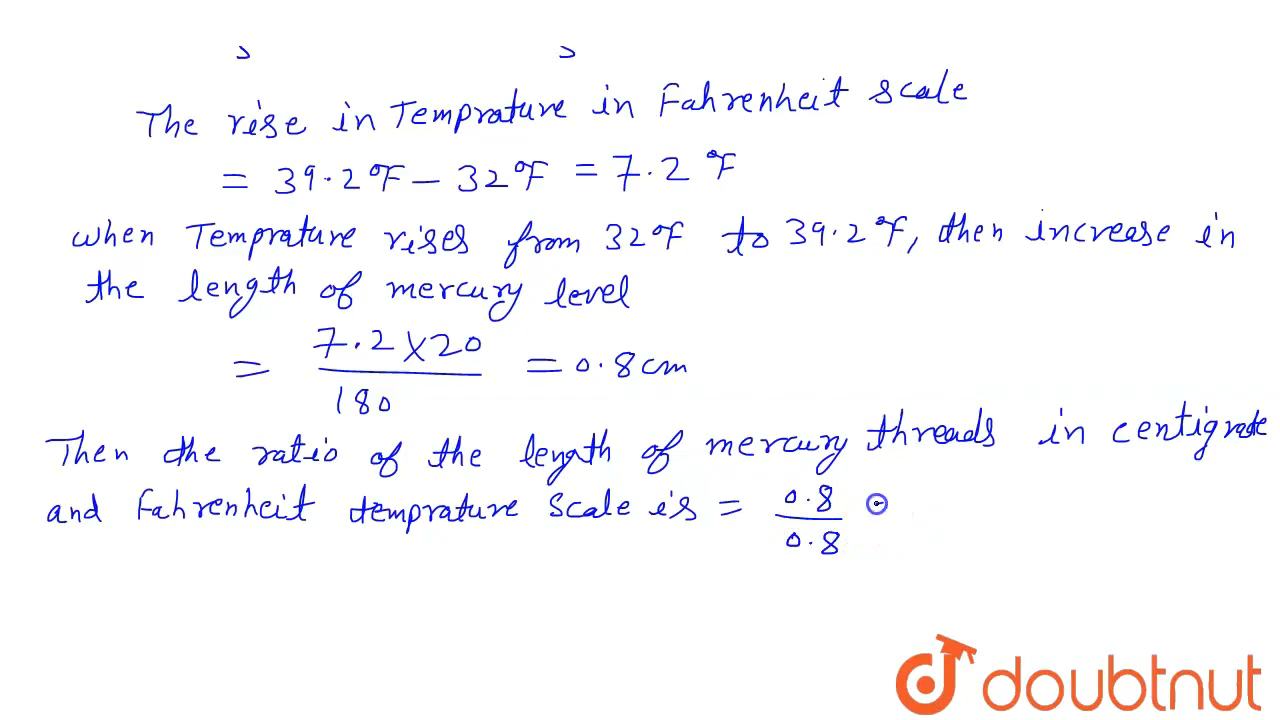 The rise in Temprature in Fahrenheit scale
= 39.2°F – 32°F = 7.2 °F
when Temprature rises from 32°F to 39.2°F, then increase in
the length of mercury level
= 7.2 × 20 / 180 = 0.8 cm
Then the ratio of the length of mercury threads in centigrade
and Fahrenheit temprature scale is = 0.8 / 0.8
doubtnut